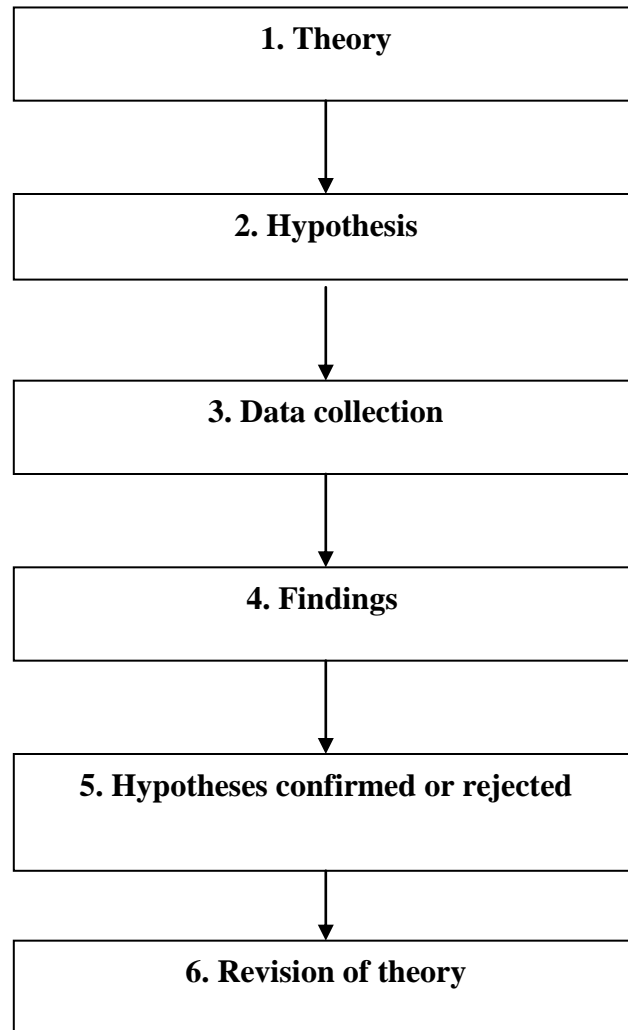 1. Theory
2. Hypothesis
3. Data collection
4. Findings
5. Hypotheses confirmed or rejected
6. Revision of theory